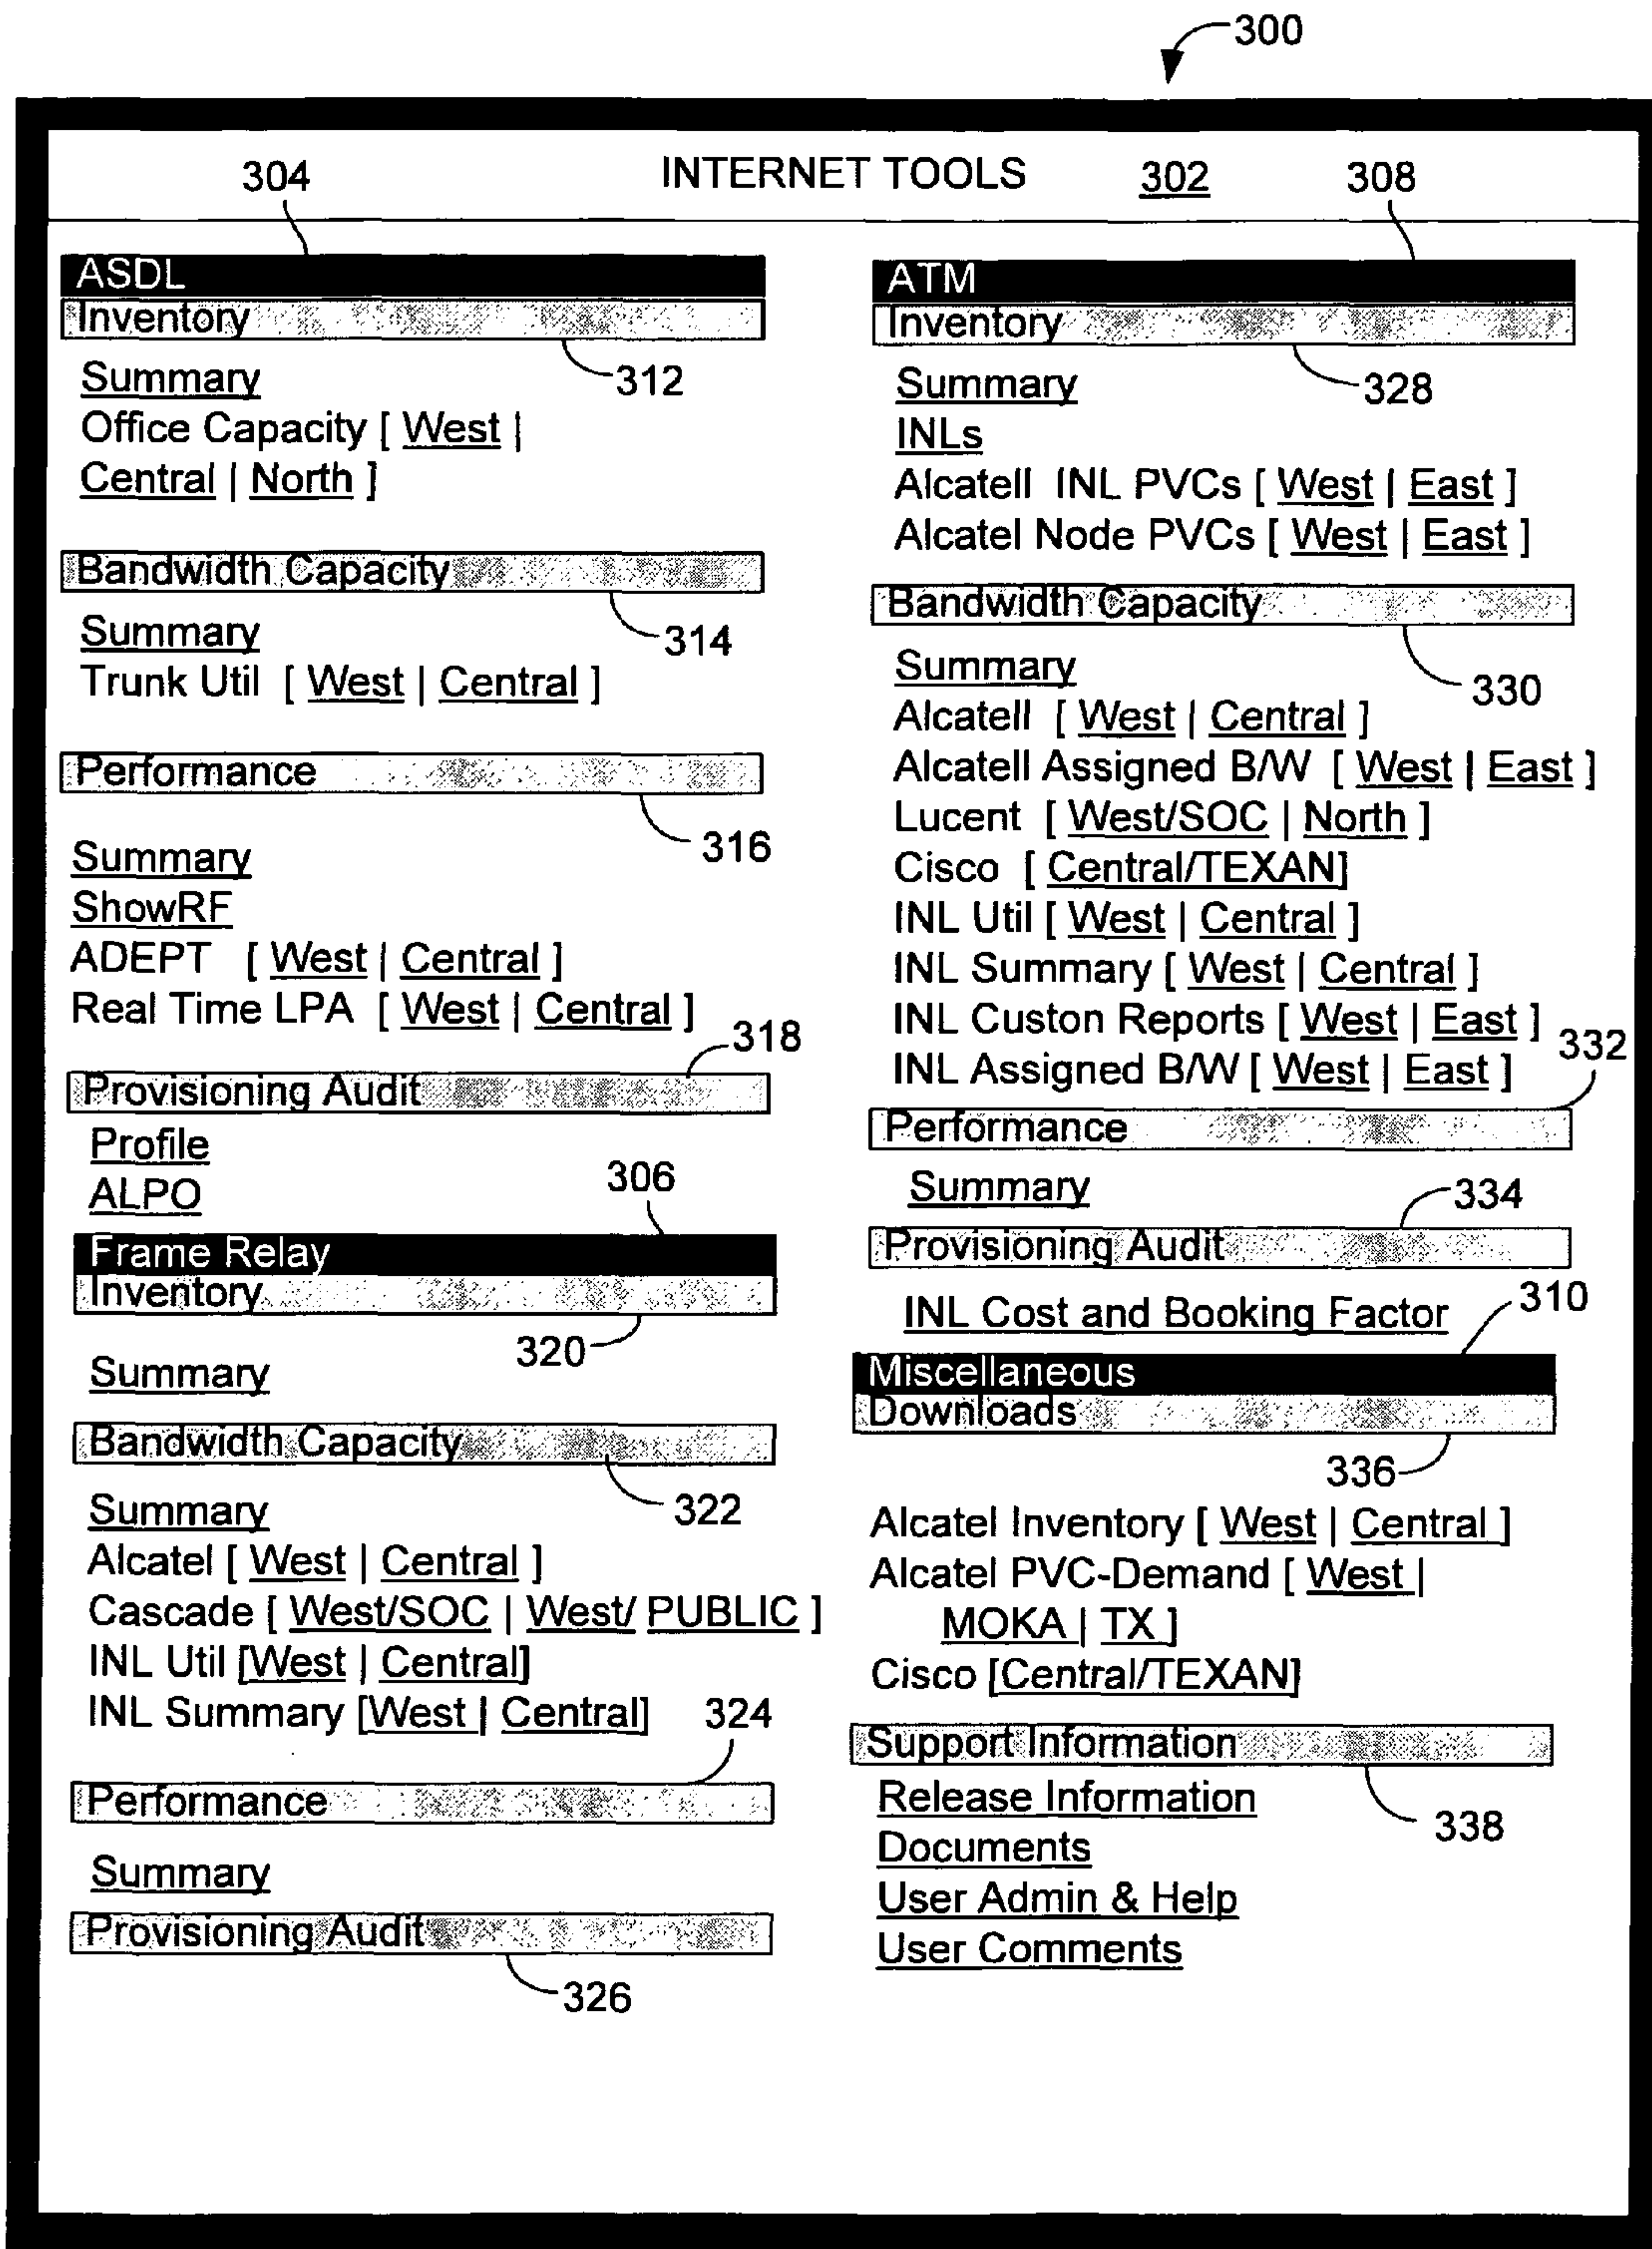 300
INTERNET TOOLS 302
304
308
ASDL
Inventory
312
Summary
Office Capacity [ West |
Central | North ]
Bandwidth Capacity
314
Summary
Trunk Util [ West | Central ]
Performance
316
Summary
ShowRF
ADEPT [ West | Central ]
Real Time LPA [ West | Central ]
318
Provisioning Audit
Profile
ALPO
306
Frame Relay
Inventory
320
Summary
Bandwidth Capacity
322
Summary
Alcatel [ West | Central ]
Cascade [ West/SOC | West/ PUBLIC ]
INL Util [West | Central]
INL Summary [West | Central]
324
Performance
Summary
Provisioning Audit
326
ATM
Inventory
328
Summary
INLs
Alcatell INL PVCs [ West | East ]
Alcatel Node PVCs [ West | East ]
Bandwidth Capacity
330
Summary
Alcatell [ West | Central ]
Alcatell Assigned B/W [ West | East ]
Lucent [ West/SOC | North ]
Cisco [ Central/TEXAN]
INL Util [ West | Central ]
INL Summary [ West | Central ]
INL Custon Reports [ West | East ]
332
INL Assigned B/W [ West | East ]
Performance
Summary
334
Provisioning Audit
INL Cost and Booking Factor
310
Miscellaneous
Downloads
336
Alcatel Inventory [ West | Central ]
Alcatel PVC-Demand [ West |
MOKA | TX ]
Cisco [Central/TEXAN]
Support Information
338
Release Information
Documents
User Admin & Help
User Comments